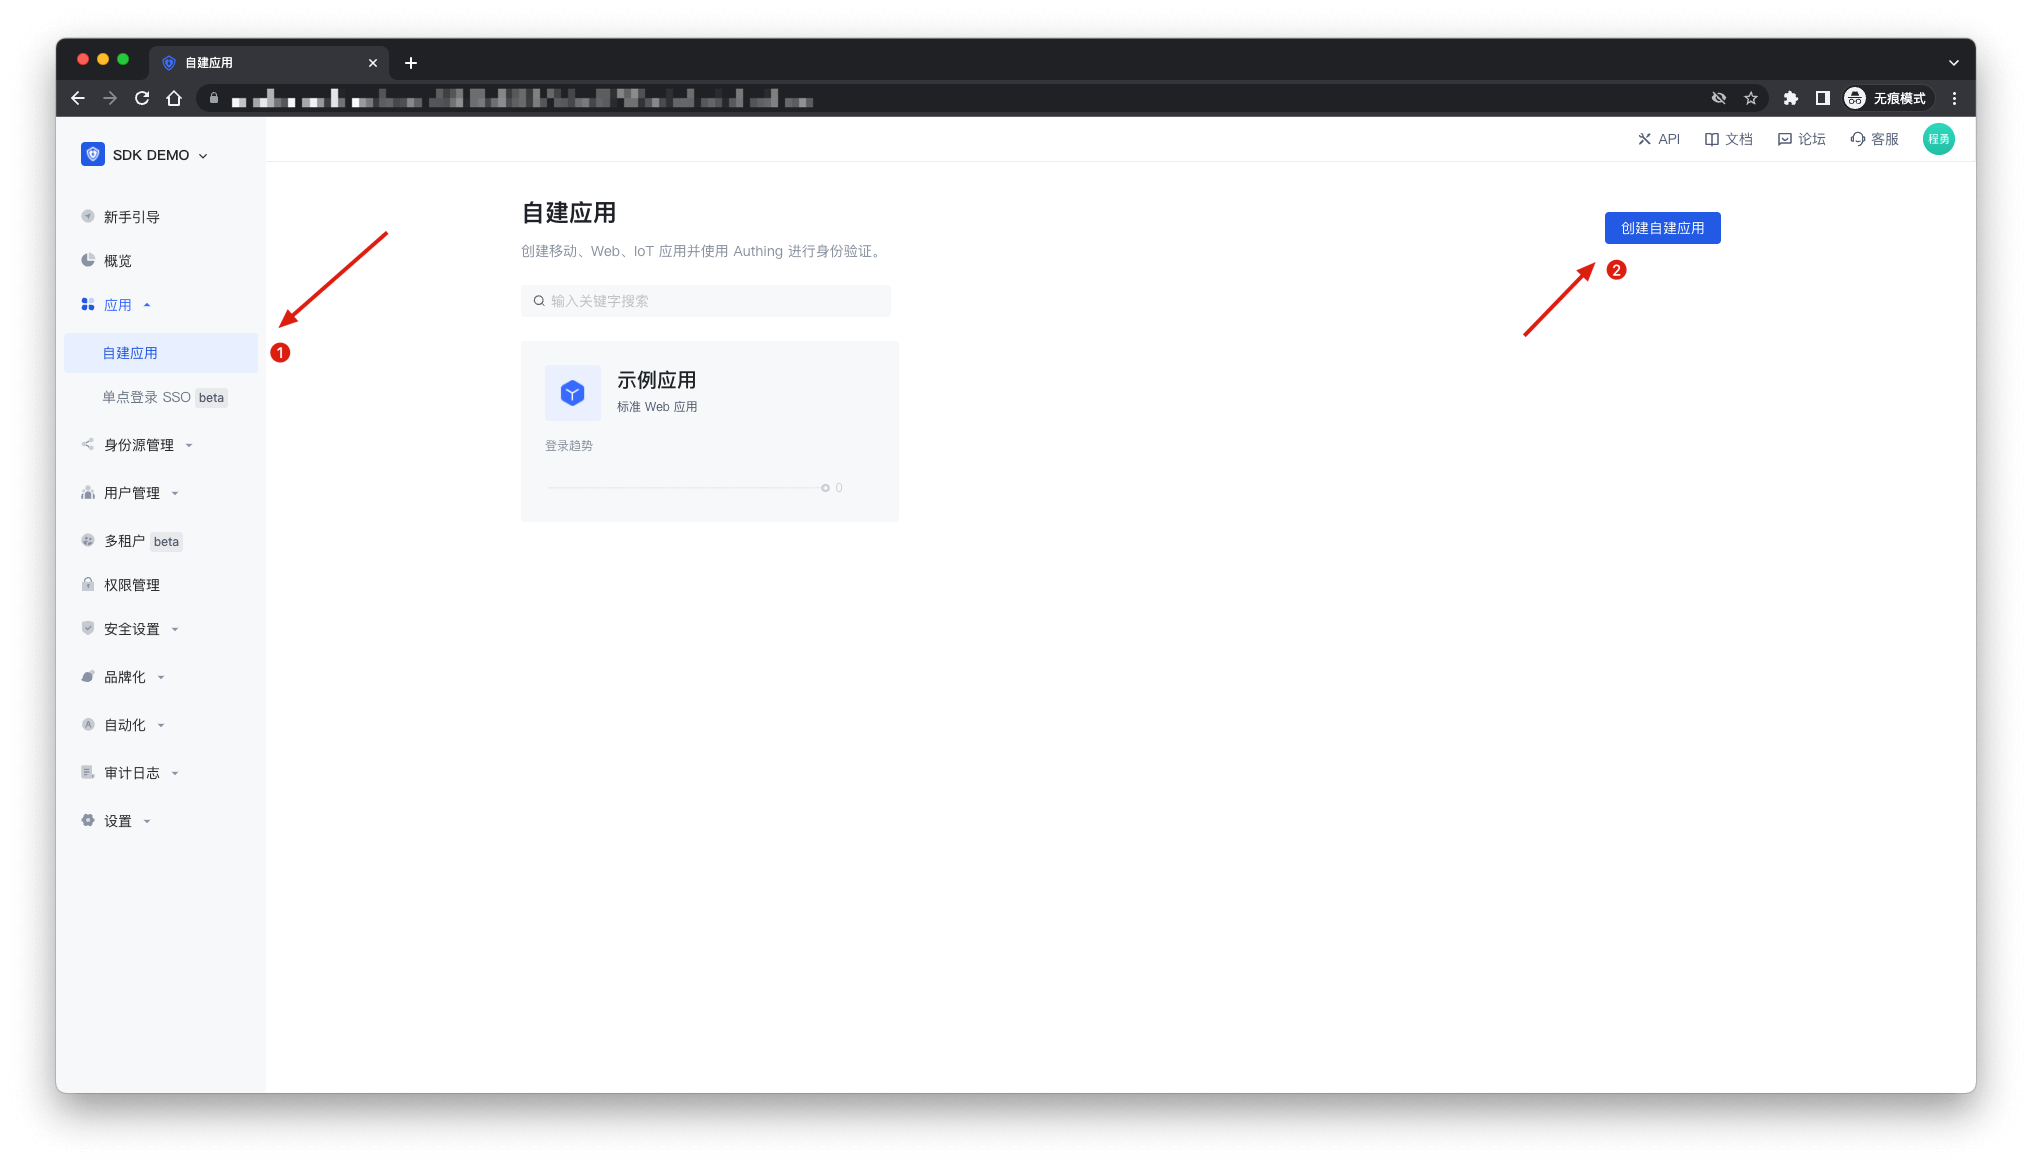 自建应用
无痕模式
SDK DEMO
API
文档
论坛
客服
程勇
新手引导
概览
应用
自建应用
单点登录 SSO beta
身份源管理
用户管理
多租户 beta
权限管理
安全设置
品牌化
自动化
审计日志
设置
1
自建应用
创建移动、Web、IoT 应用并使用 Authing 进行身份验证。
创建自建应用
2
输入关键字搜索
示例应用
标准 Web 应用
登录趋势
0